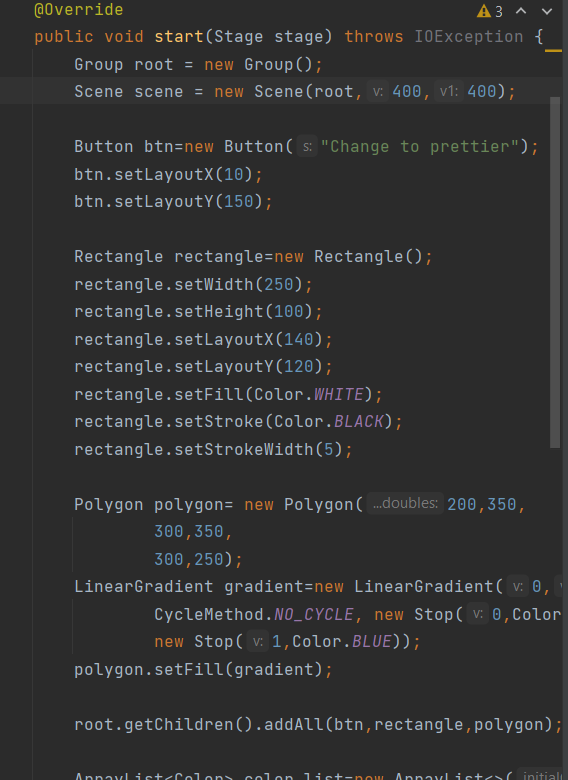 @Override
3
public void start(Stage stage) throws IOException {
Group root = new Group();
Scene scene = new Scene(root, v: 400, v1: 400);
Button btn=new Button( s: "Change to prettier");
btn.setLayoutX(10);
btn.setLayoutY(150);
Rectangle rectangle=new Rectangle();
rectangle.setWidth(250);
rectangle.setHeight(100);
rectangle.setLayoutX(140);
rectangle.setLayoutY(120);
rectangle.setFill(Color.WHITE);
rectangle.setStroke(Color.BLACK);
rectangle.setStrokeWidth(5);
Polygon polygon= new Polygon( ...doubles: 200,350,
300,350,
300,250);
LinearGradient gradient=new LinearGradient( v: 0,
CycleMethod.NO_CYCLE, new Stop( v: 0,Color
new Stop( v: 1,Color.BLUE));
polygon.setFill(gradient);
root.getChildren().addAll(btn,rectangle,polygon);
ArrayList<Color> color_list=new ArrayList<>(